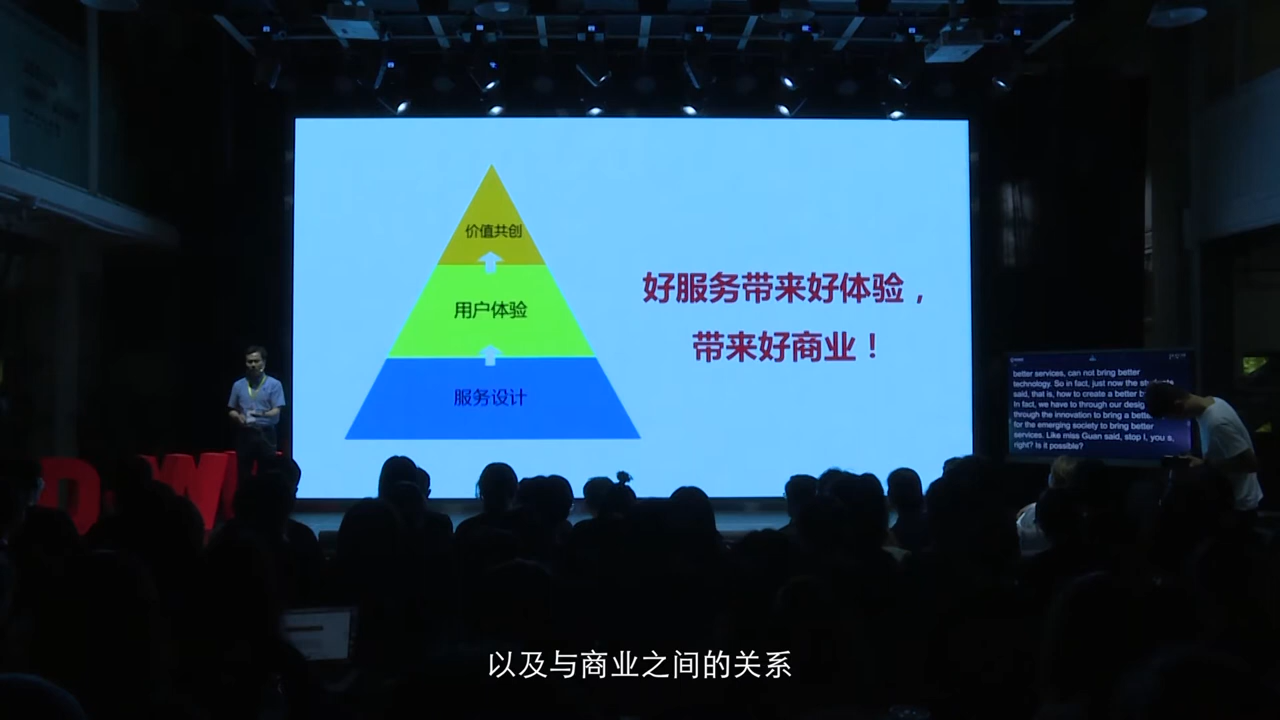 价值共创
用户体验
服务设计
好服务带来好体验，
带来好商业！
better services, can not bring better
technology. So in fact, just now the students
said, that is, how to create a better b
In fact, we have to through our desig
through the innovation to bring a bette
for the emerging society to bring better
services. Like miss Guan said, stop I, you s,
right? Is it possible?
以及与商业之间的关系